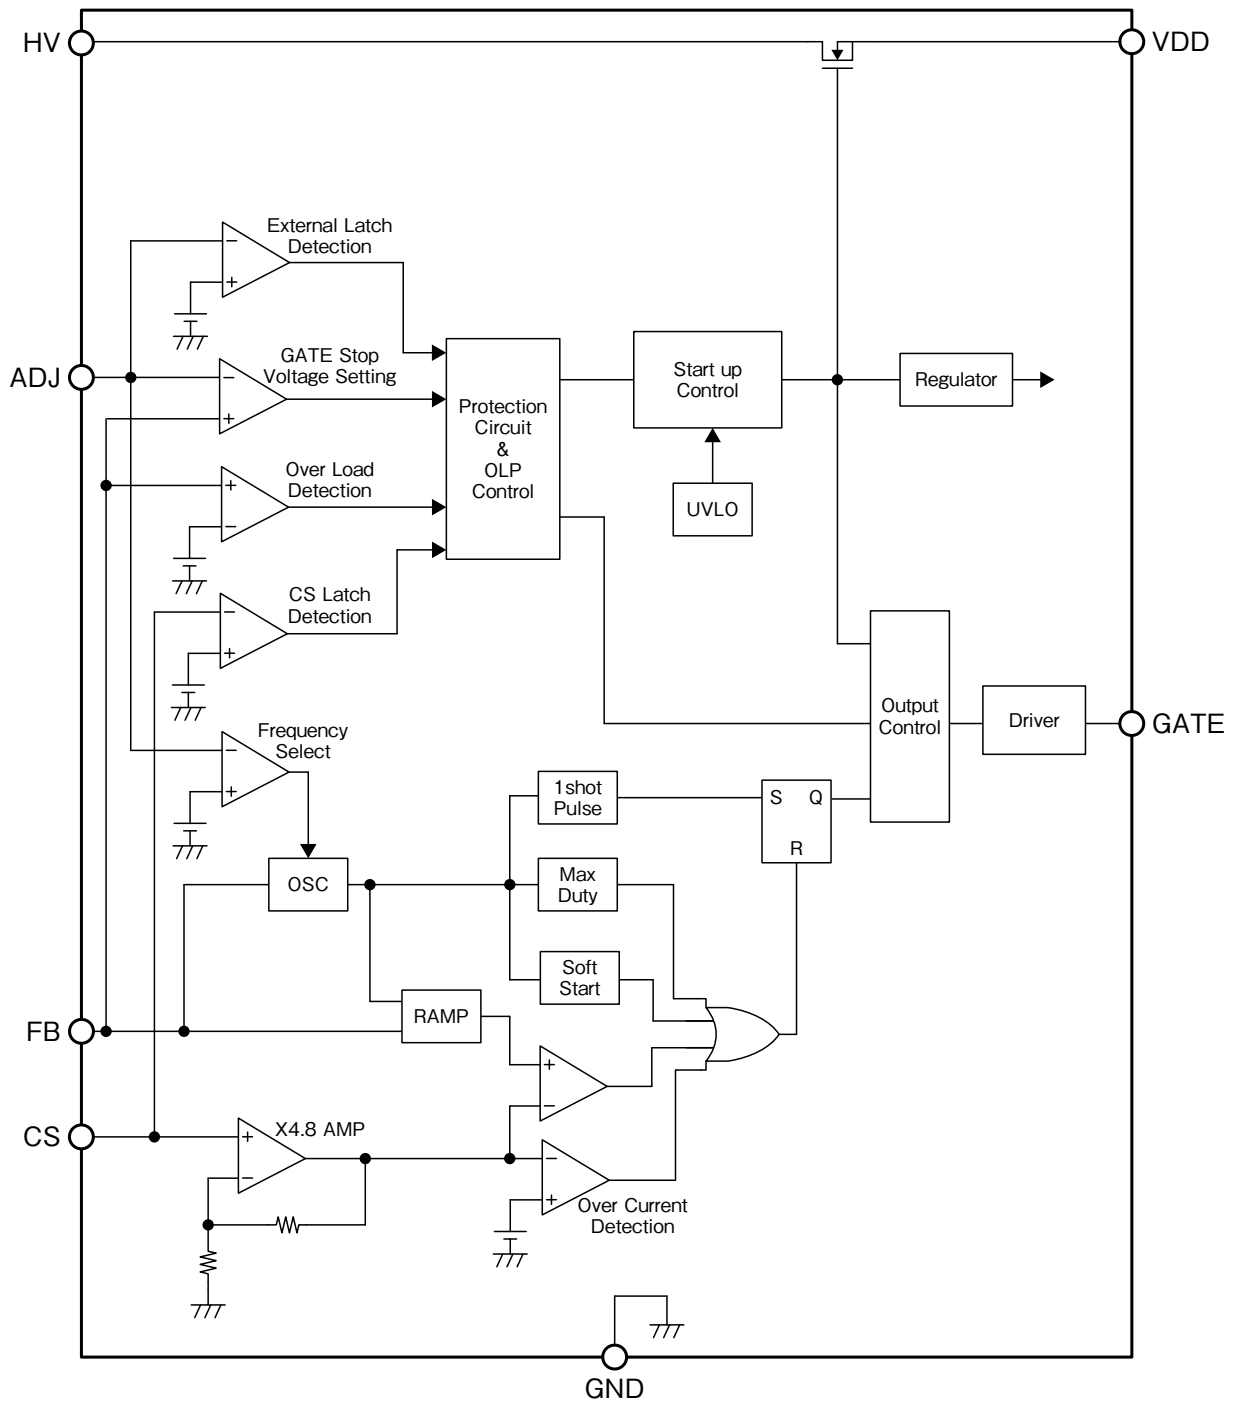 HV
VDD
External Latch
Detection
−
+
ADJ
GATE Stop
Voltage Setting
−
+
Protection
Circuit
&
OLP
Control
Start up
Control
Regulator
Over Load
Detection
+
−
UVLO
CS Latch
Detection
−
+
Output
Control
Driver
GATE
Frequency
Select
−
+
1shot
Pulse
S Q
R
OSC
Max
Duty
Soft
Start
FB
RAMP
+
−
CS
X4.8 AMP
+
−
−
+
Over Current
Detection
GND